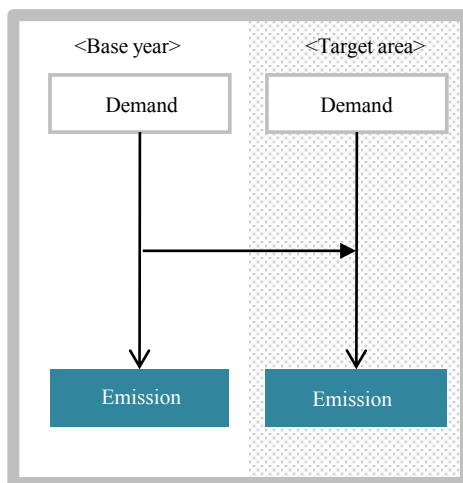 <Base year>
<Target area>
Demand
Demand
Emission
Emission